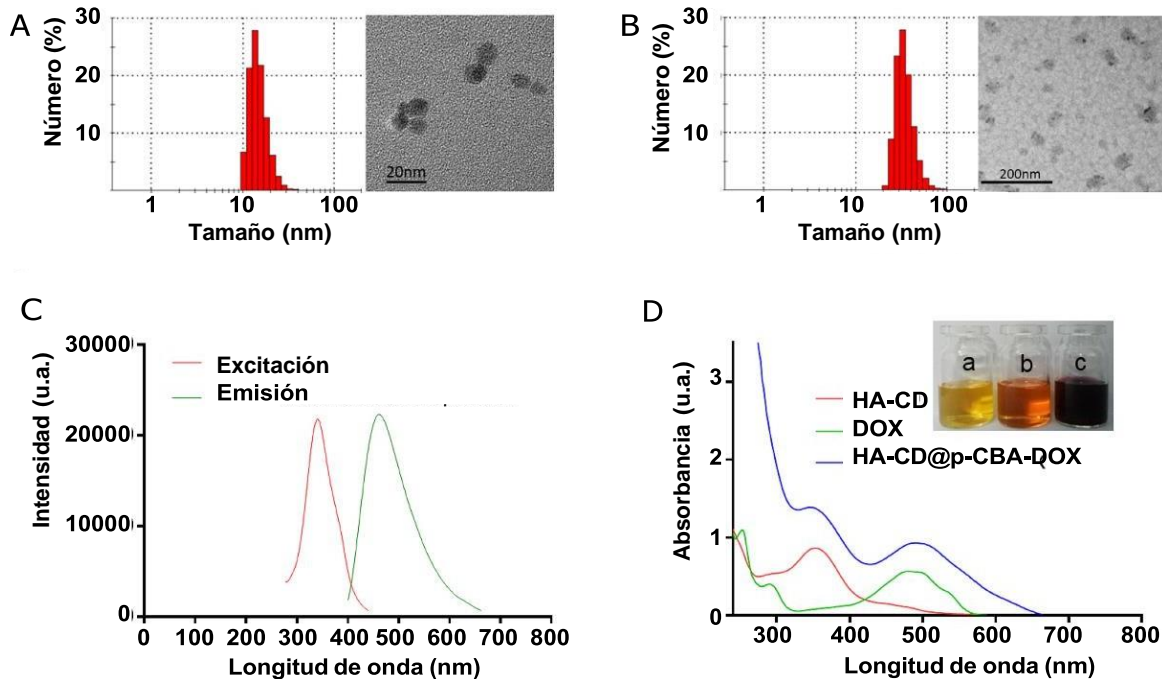 A
Número (%)
30
20
10
1 10 100
Tamaño (nm)
20nm
B
Número (%)
30
20
10
1 10 100
Tamaño (nm)
200nm
C
Intensidad (u.a.)
30000
20000
10000
0
0 100 200 300 400 500 600 700 800
Longitud de onda (nm)
Excitación
Emisión
D
Absorbancia (u.a.)
3
2
1
0
300 400 500 600 700 800
Longitud de onda (nm)
HA-CD
DOX
HA-CD@p-CBA-DOX
a b c